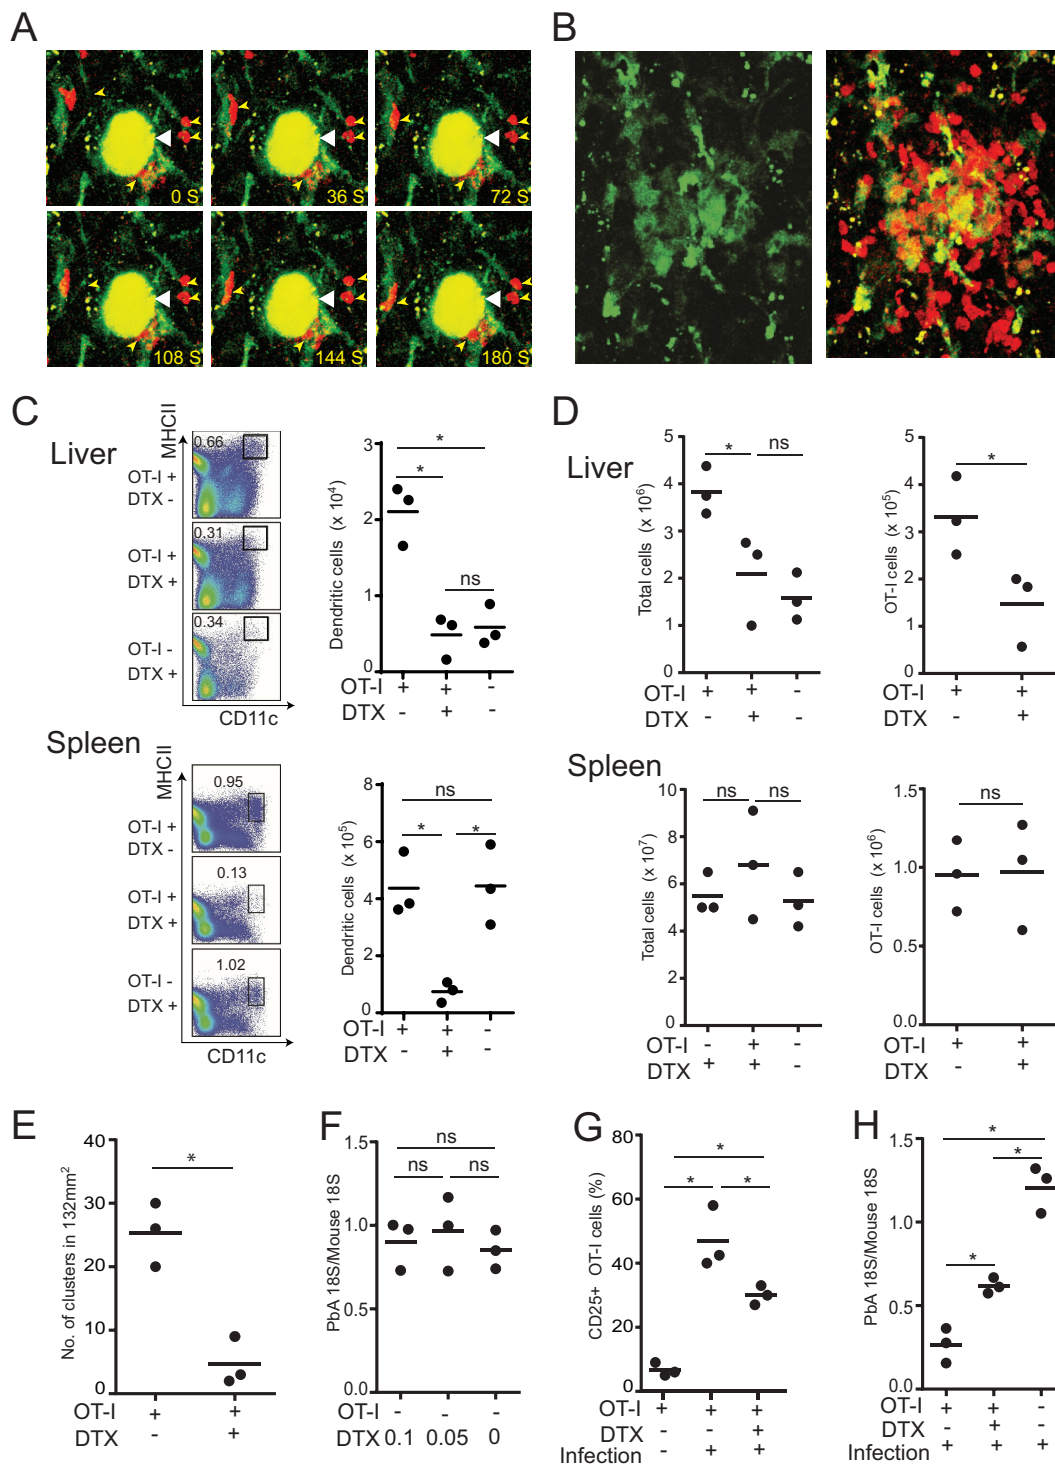 A
B
0 S
36 S
72 S
108 S
144 S
180 S
C
D
Liver
MHCII
OT-I +
DTX -
0.66
OT-I +
DTX +
0.31
OT-I -
DTX +
0.34
CD11c
Dendritic cells (x 10⁴)
3
2
1
0
*
*
ns
OT-I + + -
DTX - + -
Liver
Total cells (x 10⁶)
5
4
3
2
1
0
* ns
OT-I + + -
DTX - + -
OT-I cells (x 10⁵)
5
4
3
2
1
0
*
+ +
- +
Spleen
MHCII
OT-I +
DTX -
0.95
OT-I +
DTX +
0.13
OT-I -
DTX +
1.02
CD11c
Dendritic cells (x 10⁵)
8
6
4
2
0
ns
* *
OT-I + + -
DTX - + -
Spleen
Total cells (x 10⁷)
10
9
8
7
6
5
4
3
2
1
0
ns ns
OT-I - + -
DTX + + -
OT-I cells (x 10⁶)
1.5
1.0
0.5
0.0
ns
+ +
- +
E
No. of clusters in 132mm²
40
30
20
10
0
*
OT-I + +
DTX - +
F
PbA 18S/Mouse 18S
1.5
1.0
0.5
0.0
ns
ns ns
OT-I - - -
DTX 0.1 0.05 0
G
CD25+ OT-I cells (%)
80
60
40
20
0
*
* *
OT-I + + +
DTX - - +
Infection - + +
H
PbA 18S/Mouse 18S
1.5
1.0
0.5
0.0
*
*
*
OT-I + + -
DTX - + -
Infection + + +